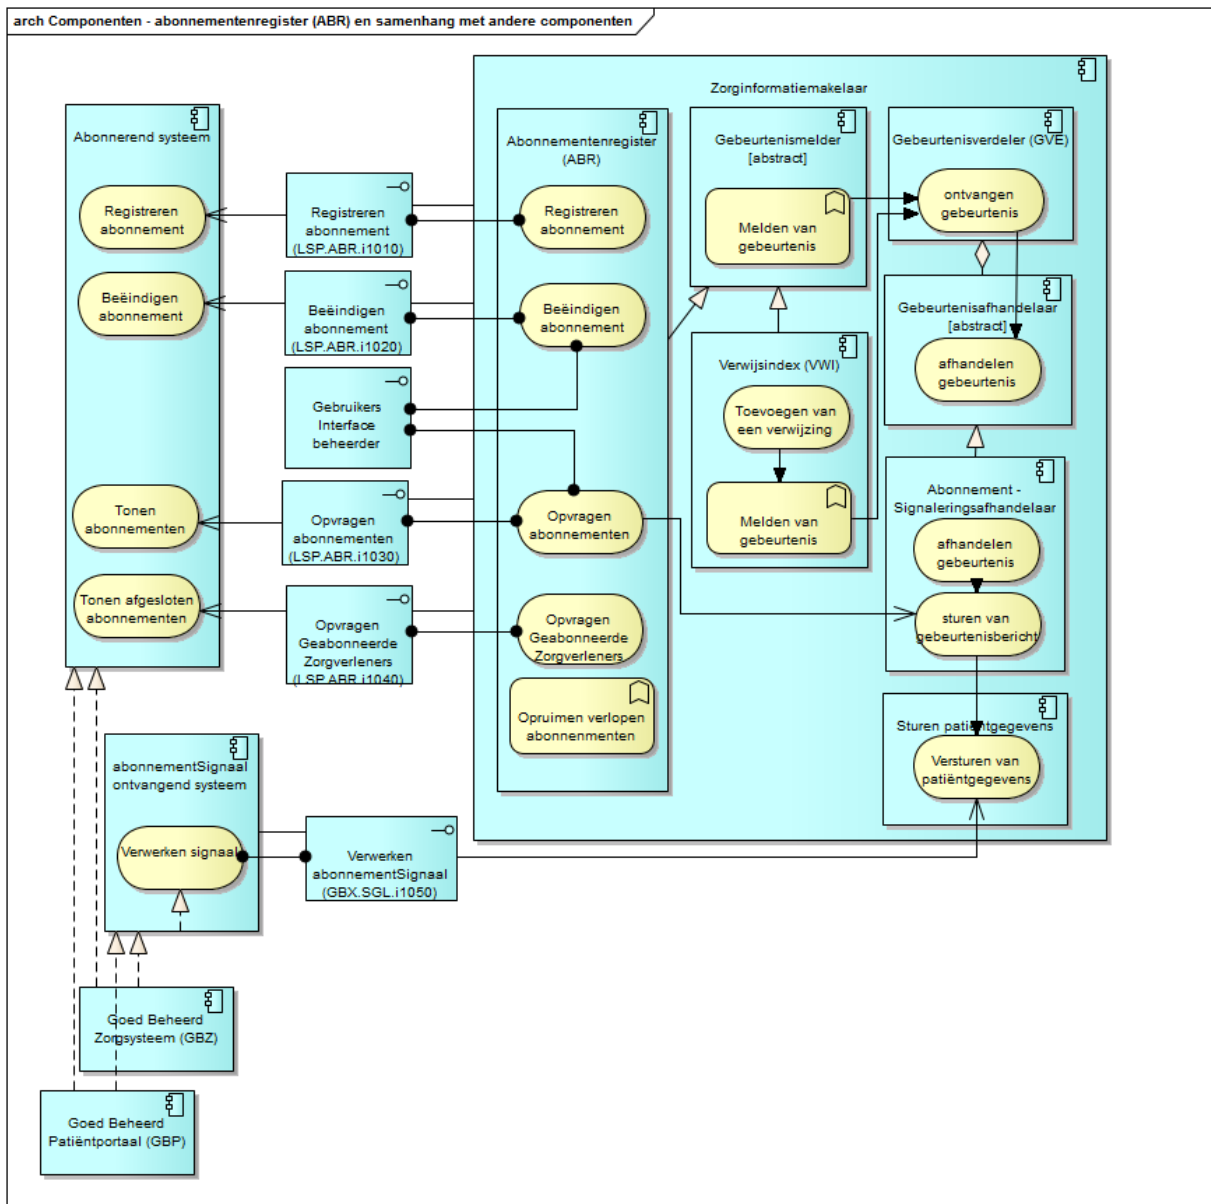 arch Componenten - abonnementenregister (ABR) en samenhang met andere componenten
Abonnerend systeem
Registreren
abonnement
Beëindigen
abonnement
Tonen
abonnementen
Tonen afgesloten
abonnementen
Registreren
abonnement
(LSP.ABR.i1010)
Beëindigen
abonnement
(LSP.ABR.i1020)
Gebruikers
Interface
beheerder
Opvragen
abonnementen
(LSP.ABR.i1030)
Opvragen
Geabonneerde
Zorgverleners
(LSP.ABR.i1040)
Zorginformatiemakelaar
Abonnementenregister
(ABR)
Registreren
abonnement
Beëindigen
abonnement
Opvragen
abonnementen
Opvragen
Geabonneerde
Zorgverleners
Opruimen verlopen
abonnenmenten
Gebeurtenismelder
[abstract]
Melden van
gebeurtenis
Verwijsindex (VWI)
Toevoegen van
een verwijzing
Melden van
gebeurtenis
Gebeurtenisverdeler (GVE)
ontvangen
gebeurtenis
Gebeurtenisafhandelaar
[abstract]
afhandelen
gebeurtenis
Abonnement -
Signaleringsafhandelaar
afhandelen
gebeurtenis
sturen van
gebeurtenisbericht
Sturen patiëntgegevens
Versturen van
patiëntgegevens
abonnementSignaal
ontvangend systeem
Verwerken signaal
Verwerken
abonnementSignaal
(GBX.SGL.i1050)
Goed Beheerd
Zorgsysteem (GBZ)
Goed Beheerd
Patiëntportaal (GBP)